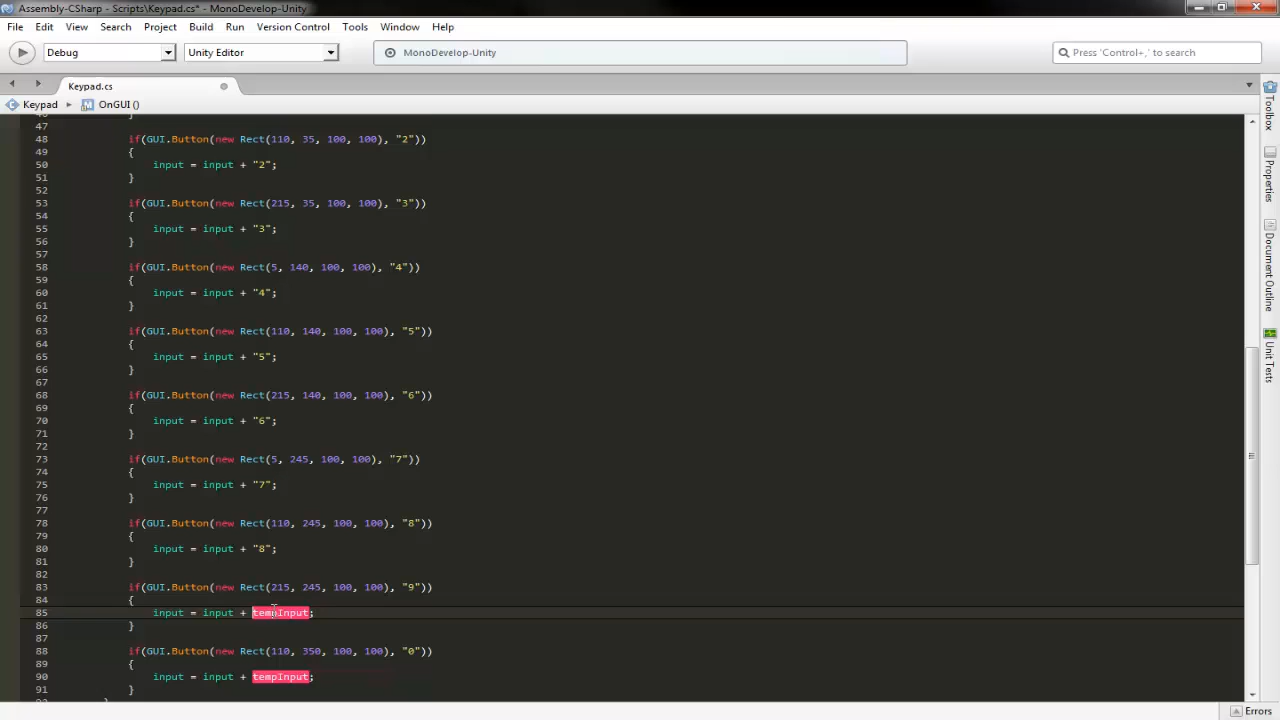 Assembly-CSharp - Scripts\Keypad.cs* - MonoDevelop-Unity
File Edit View Search Project Build Run Version Control Tools Window Help
Debug Unity Editor MonoDevelop-Unity Press 'Control+,' to search
Keypad.cs
Keypad OnGUI ()
46 }
47
48 if(GUI.Button(new Rect(110, 35, 100, 100), "2"))
49 {
50 input = input + "2";
51 }
52
53 if(GUI.Button(new Rect(215, 35, 100, 100), "3"))
54 {
55 input = input + "3";
56 }
57
58 if(GUI.Button(new Rect(5, 140, 100, 100), "4"))
59 {
60 input = input + "4";
61 }
62
63 if(GUI.Button(new Rect(110, 140, 100, 100), "5"))
64 {
65 input = input + "5";
66 }
67
68 if(GUI.Button(new Rect(215, 140, 100, 100), "6"))
69 {
70 input = input + "6";
71 }
72
73 if(GUI.Button(new Rect(5, 245, 100, 100), "7"))
74 {
75 input = input + "7";
76 }
77
78 if(GUI.Button(new Rect(110, 245, 100, 100), "8"))
79 {
80 input = input + "8";
81 }
82
83 if(GUI.Button(new Rect(215, 245, 100, 100), "9"))
84 {
85 input = input + tempInput;
86 }
87
88 if(GUI.Button(new Rect(110, 350, 100, 100), "0"))
89 {
90 input = input + tempInput;
91 }
92 }
Toolbox
Properties
Document Outline
Unit Tests
Errors